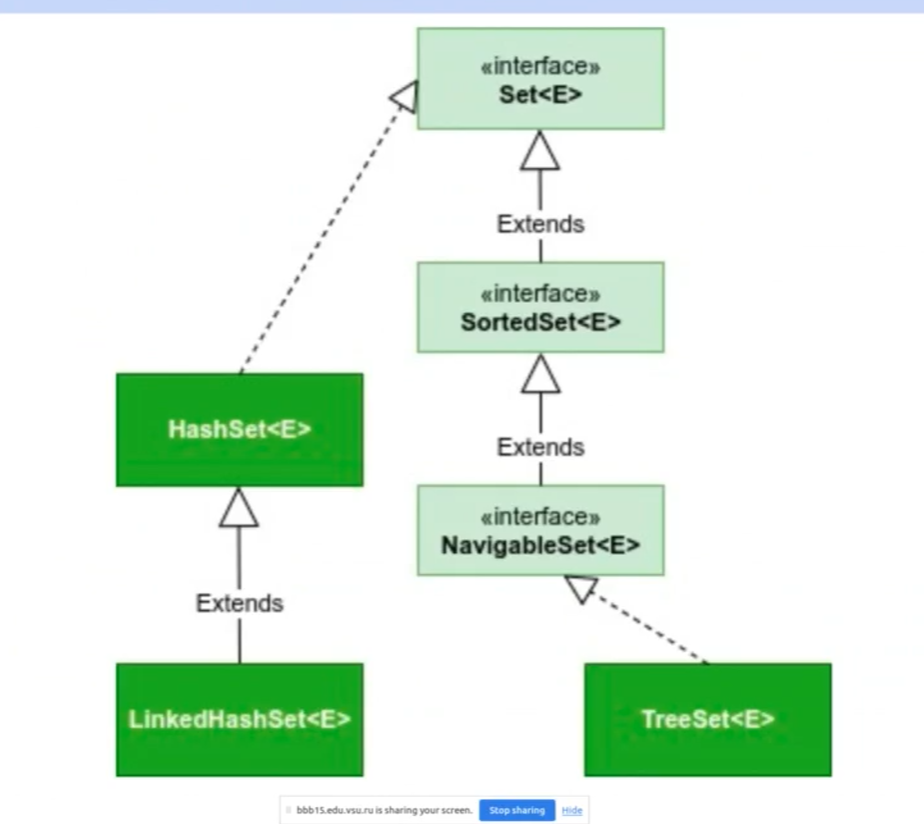 «interface»
Set<E>
Extends
«interface»
SortedSet<E>
HashSet<E>
Extends
«interface»
NavigableSet<E>
Extends
LinkedHashSet<E>
TreeSet<E>
bbb15.edu.vsu.ru is sharing your screen. Stop sharing Hide